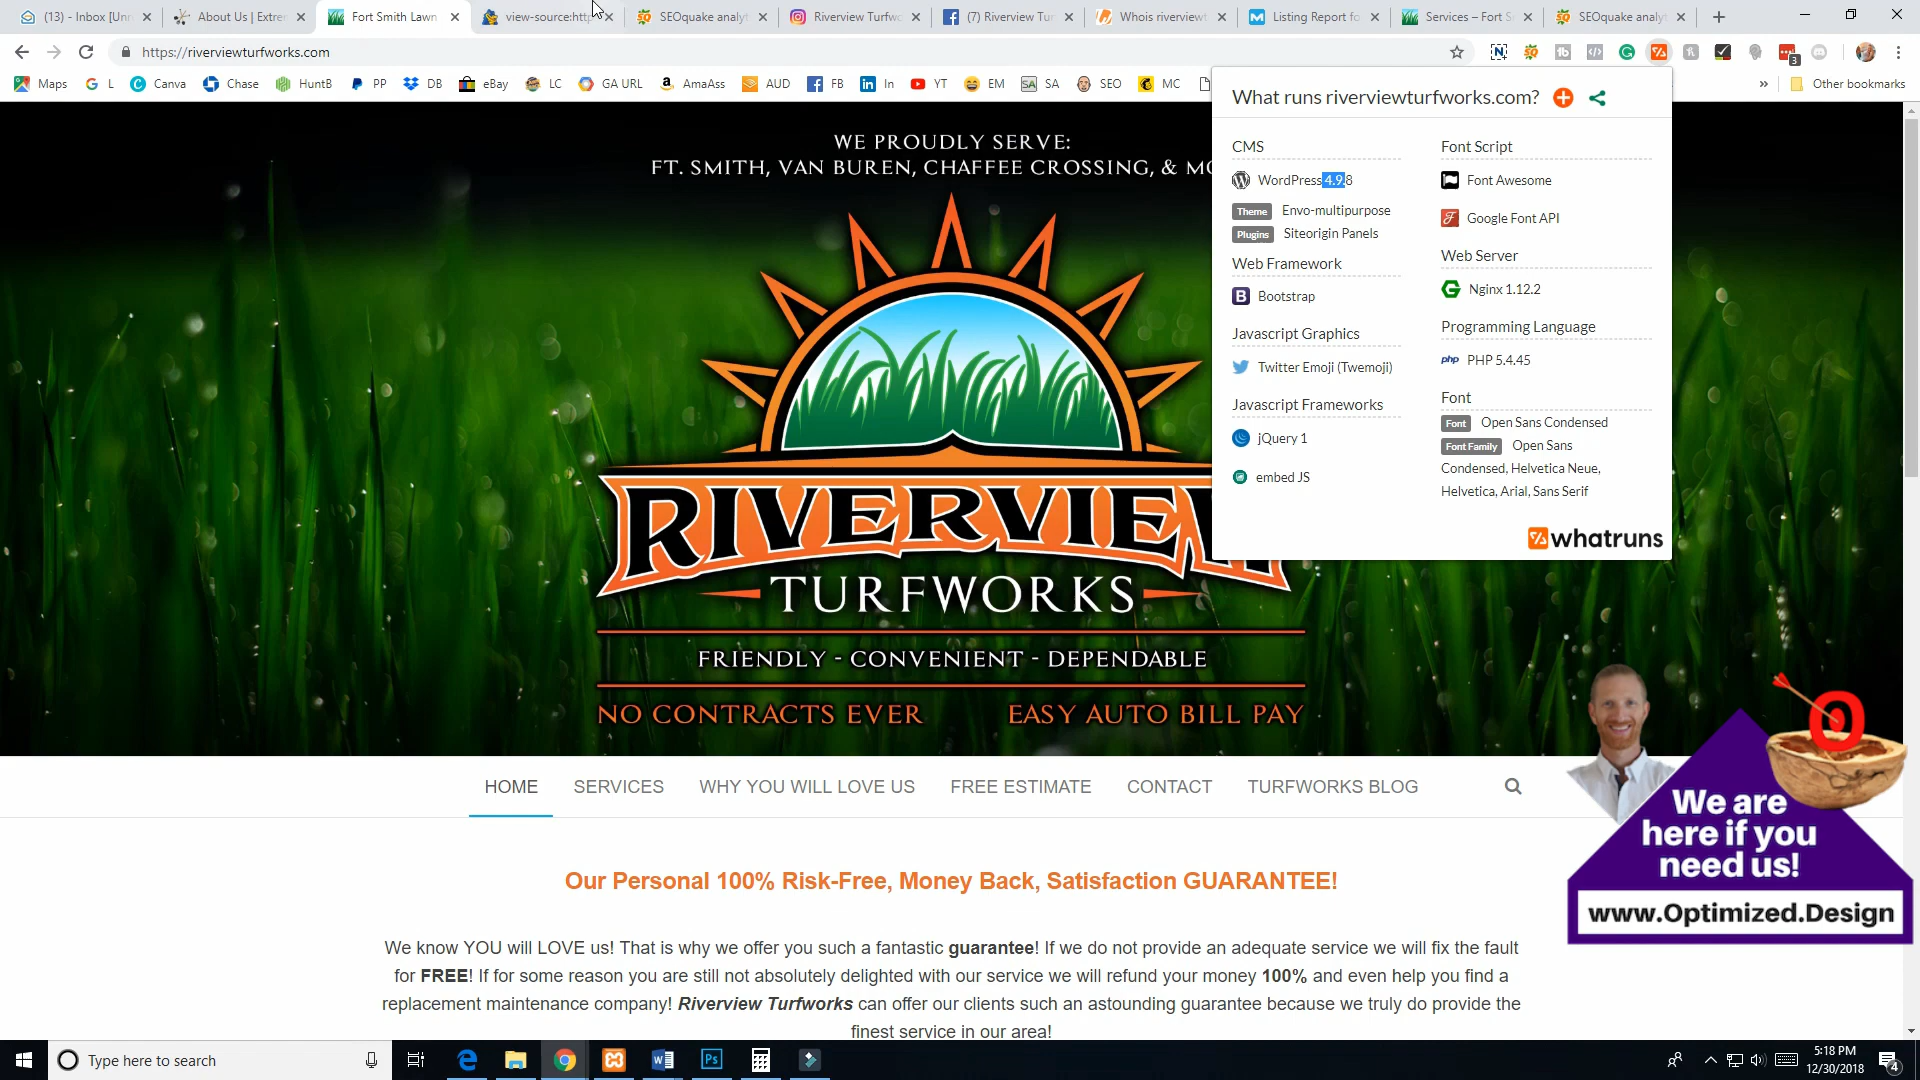 (13) - Inbox [Unr
About Us | Extrem
Fort Smith Lawn
view-source:http
SEOquake analyt
Riverview Turfwo
(7) Riverview Tur
Whois riverviewt
Listing Report fo
Services – Fort S
SEOquake analyt
https://riverviewturfworks.com
3
Maps
G L
Canva
Chase
HuntB
PP
DB
eBay
LC
GA URL
AmaAss
AUD
FB
In
YT
EM
SA
SEO
MC
»
Other bookmarks
WE PROUDLY SERVE:
FT. SMITH, VAN BUREN, CHAFFEE CROSSING, & MO
RIVERVIEW
TURFWORKS
FRIENDLY - CONVENIENT - DEPENDABLE
NO CONTRACTS EVER EASY AUTO BILL PAY
What runs riverviewturfworks.com?
CMS
WordPress 4.9.8
Theme Envo-multipurpose
Plugins Siteorigin Panels
Web Framework
Bootstrap
Javascript Graphics
Twitter Emoji (Twemoji)
Javascript Frameworks
jQuery 1
embed JS
Font Script
Font Awesome
Google Font API
Web Server
Nginx 1.12.2
Programming Language
php PHP 5.4.45
Font
Font Open Sans Condensed
Font Family Open Sans
Condensed, Helvetica Neue,
Helvetica, Arial, Sans Serif
whatruns
HOME SERVICES WHY YOU WILL LOVE US FREE ESTIMATE CONTACT TURFWORKS BLOG
Our Personal 100% Risk-Free, Money Back, Satisfaction GUARANTEE!
We know YOU will LOVE us! That is why we offer you such a fantastic guarantee! If we do not provide an adequate service we will fix the fault
for FREE! If for some reason you are still not absolutely delighted with our service we will refund your money 100% and even help you find a
replacement maintenance company! Riverview Turfworks can offer our clients such an astounding guarantee because we truly do provide the
finest service in our area!
We are
here if you
need us!
www.Optimized.Design
Type here to search
5:18 PM
12/30/2018
4